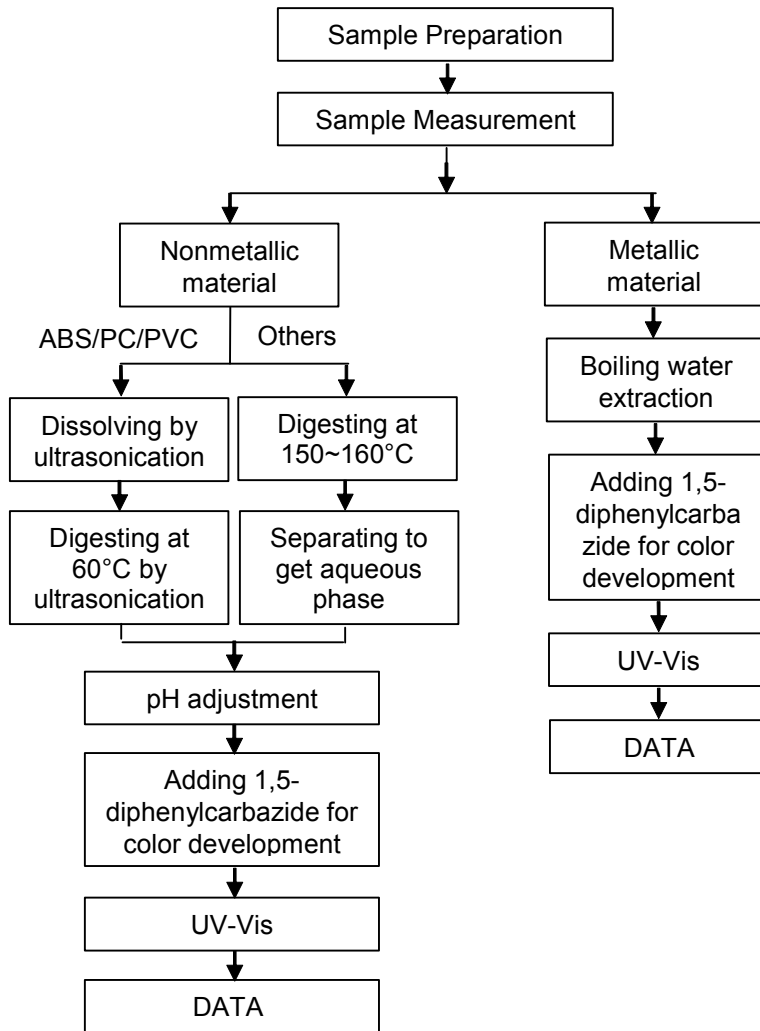 Sample Preparation
Sample Measurement
Nonmetallic
material
ABS/PC/PVC
Others
Dissolving by
ultrasonication
Digesting at
150~160°C
Digesting at
60°C by
ultrasonication
Separating to
get aqueous
phase
pH adjustment
Adding 1,5-
diphenylcarbazide for
color development
UV-Vis
DATA
Metallic
material
Boiling water
extraction
Adding 1,5-
diphenylcarba
zide for color
development
UV-Vis
DATA